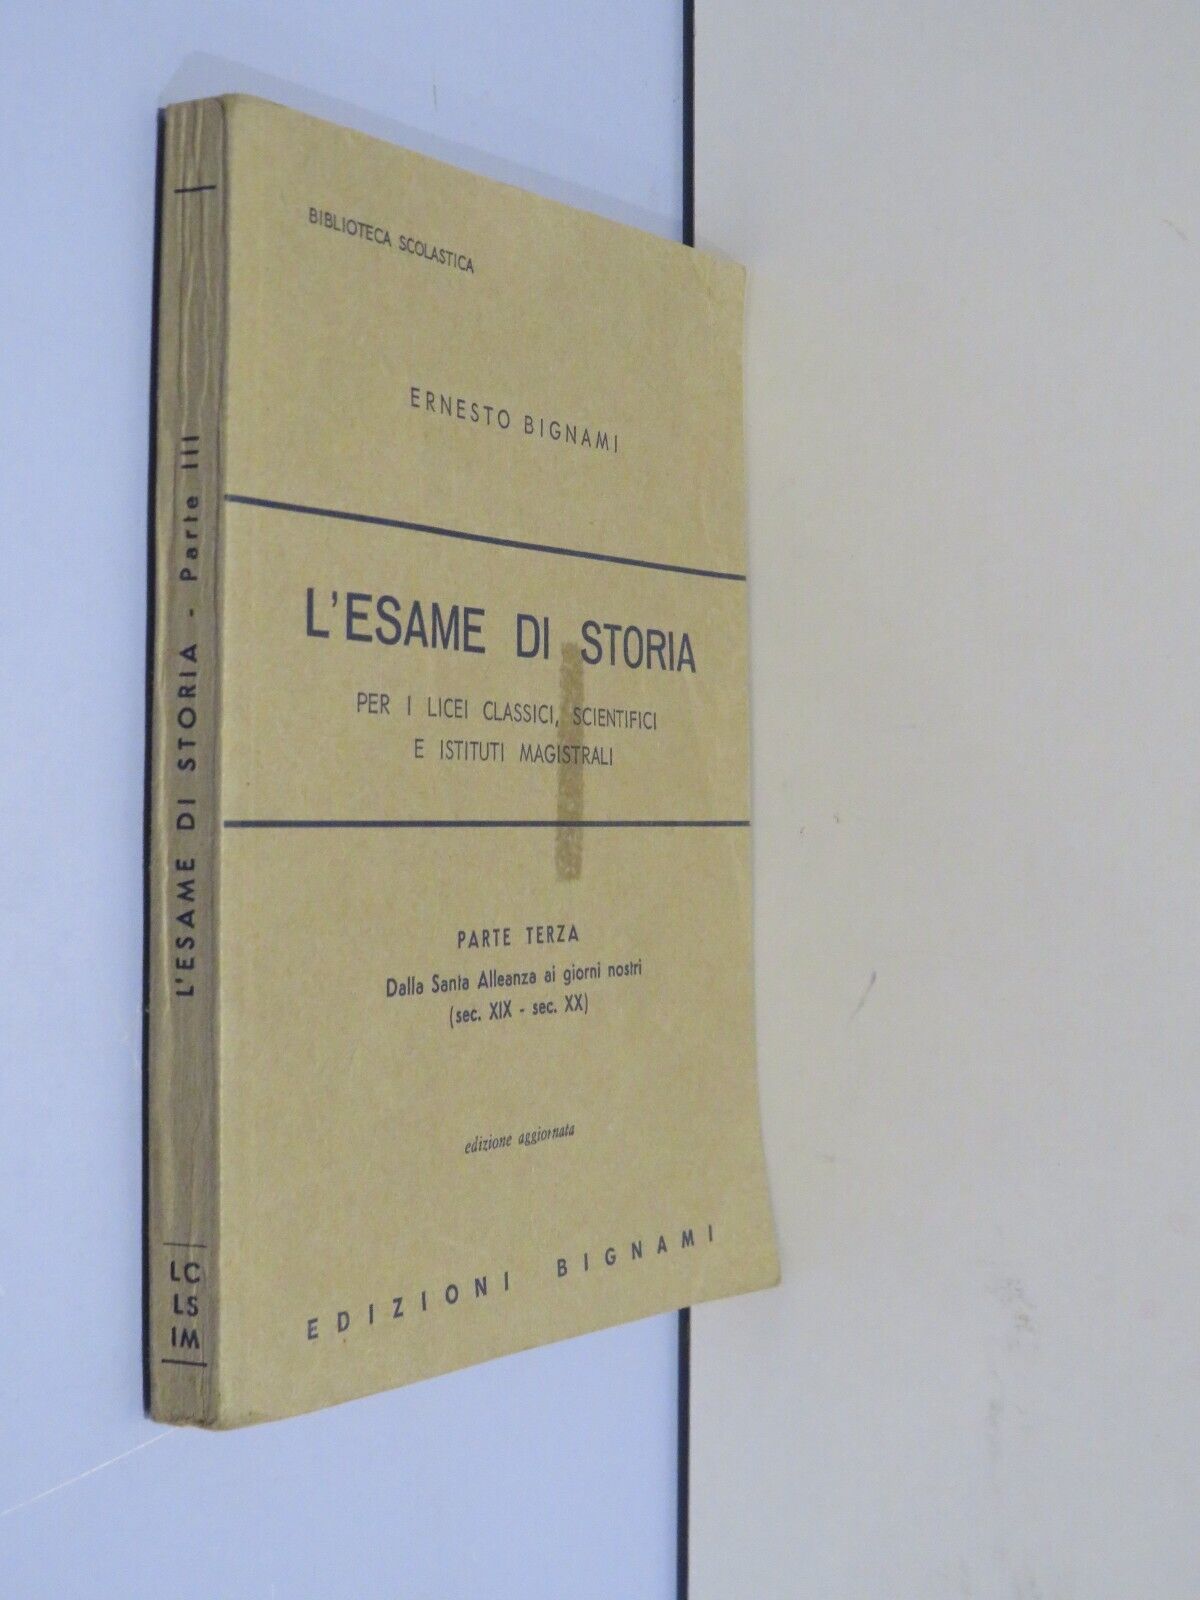 BIBLIOTECA SCOLASTICA
ERNESTO BIGNAMI
L'ESAME DI STORIA
PER I LICEI CLASSICI, SCIENTIFICI
E ISTITUTI MAGISTRALI
PARTE TERZA
Dalla Santa Alleanza ai giorni nostri
(sec. XIX - sec. XX)
edizione aggiornata
EDIZIONI BIGNAMI
L'ESAME DI STORIA - Parte III
LC
LS
IM